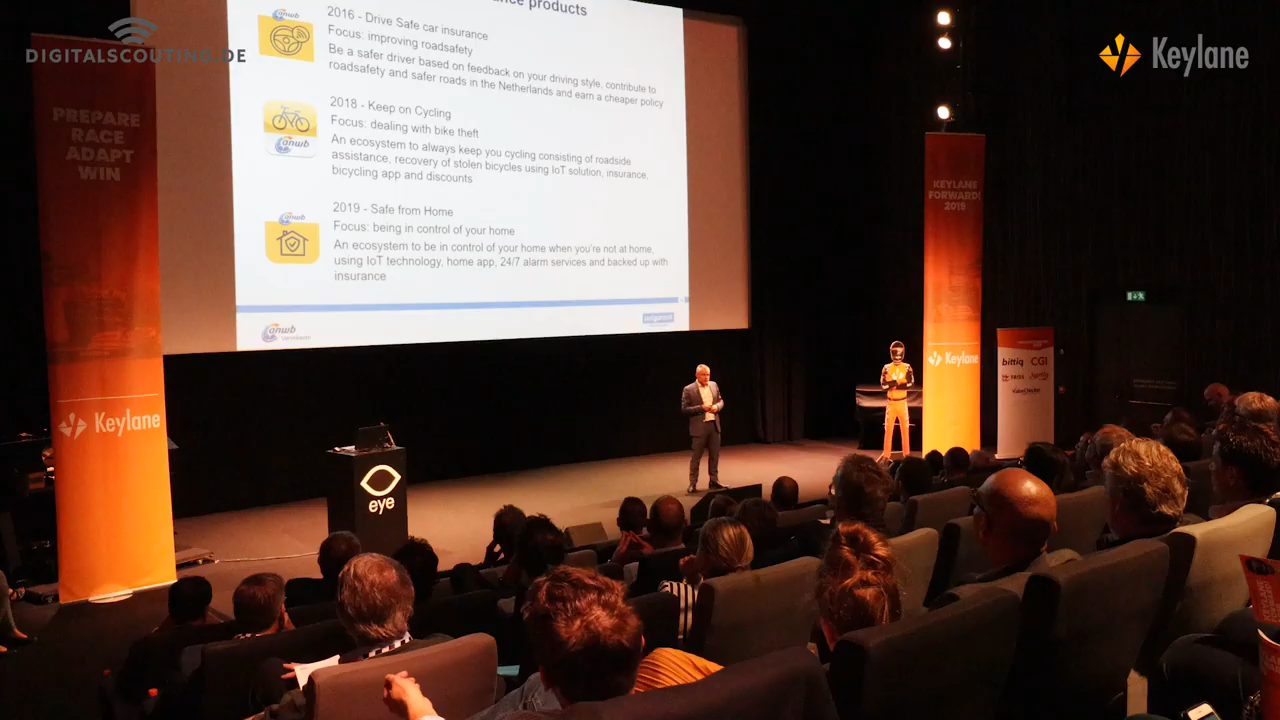 DIGITALSCOUTING.DE
Keylane
products
anwb
2016 - Drive Safe car insurance
Focus: improving roadsafety
Be a safer driver based on feedback on your driving style, contribute to
roadsafety and safer roads in the Netherlands and earn a cheaper policy
2018 - Keep on Cycling
Focus: dealing with bike theft
anwb
An ecosystem to always keep you cycling consisting of roadside
assistance, recovery of stolen bicycles using IoT solution, insurance,
bicycling app and discounts
anwb
2019 - Safe from Home
Focus: being in control of your home
An ecosystem to be in control of your home when you're not at home,
using IoT technology, home app, 24/7 alarm services and backed up with
insurance
anwb
PREPARE
RACE
ADAPT
WIN
Keylane
KEYLANE
FORWARD!
2019
Keylane
bittiq CGI
eye